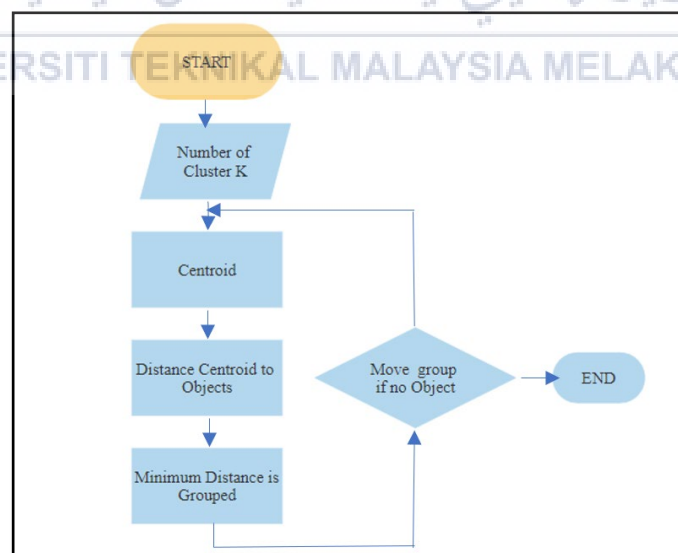 UNIVERSITI TEKNIKAL MALAYSIA MELAK
START
Number of
Cluster K
Centroid
Distance Centroid to
Objects
Minimum Distance is
Grouped
Move group
if no Object
END